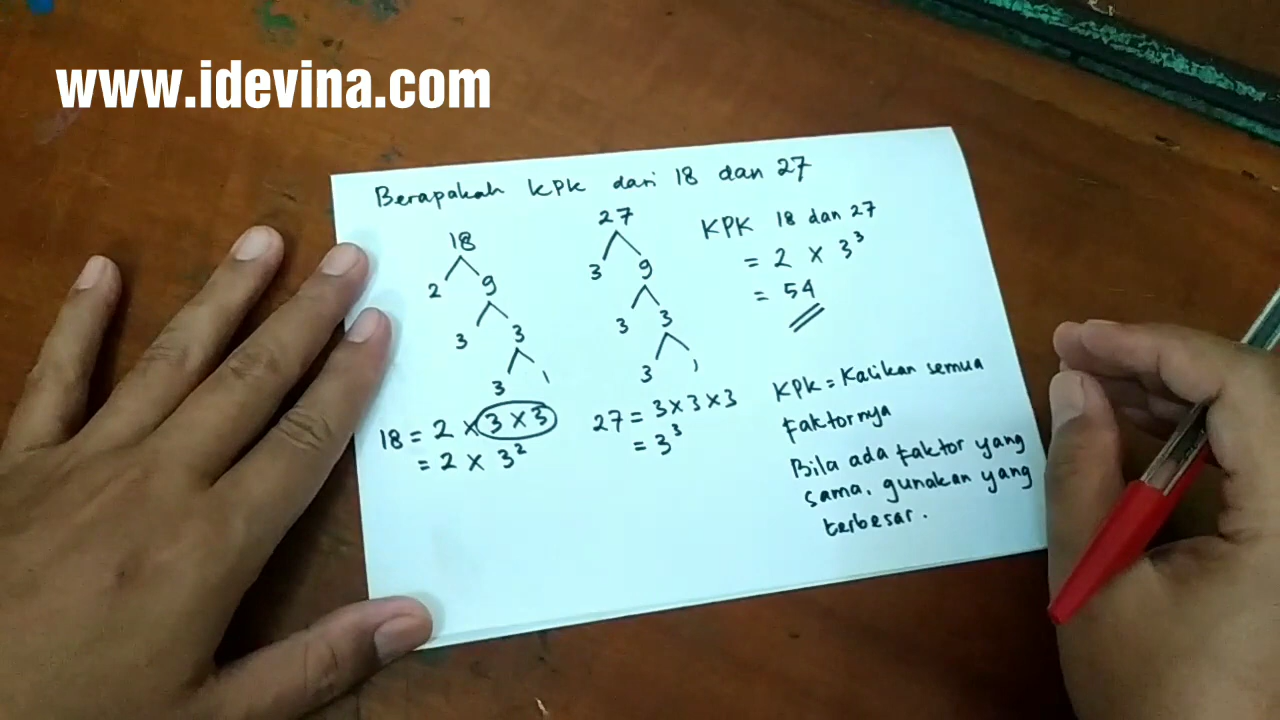 www.idevina.com
Berapakah KPK dari 18 dan 27
18
2 9
3 3
3 1
18 = 2 × 3 × 3
= 2 × 3²
27
3 9
3 3
3 1
27 = 3 × 3 × 3
= 3³
KPK 18 dan 27
= 2 × 3³
= 54
KPK = Kalikan semua
faktornya
Bila ada faktor yang
sama, gunakan yang
terbesar.